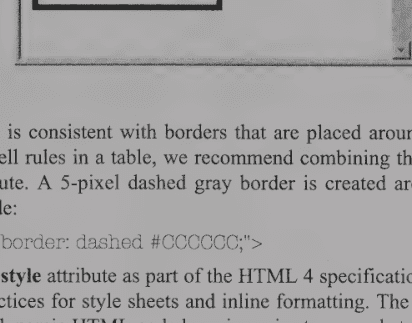 is consistent with borders that are placed aroun
ell rules in a table, we recommend combining th
ute. A 5-pixel dashed gray border is created ar
le:
border: dashed #CCCCCC;">
style attribute as part of the HTML 4 specificatio
ctices for style sheets and inline formatting. The